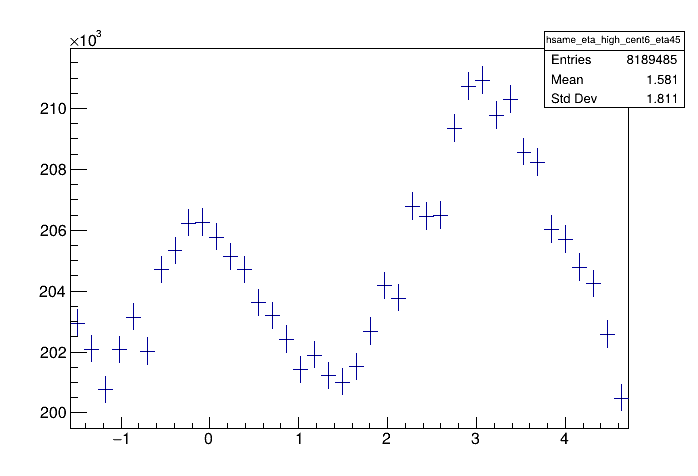 ×10³
hsame_eta_high_cent6_eta45
Entries 8189485
Mean 1.581
Std Dev 1.811
210
208
206
204
202
200
−1 0 1 2 3 4